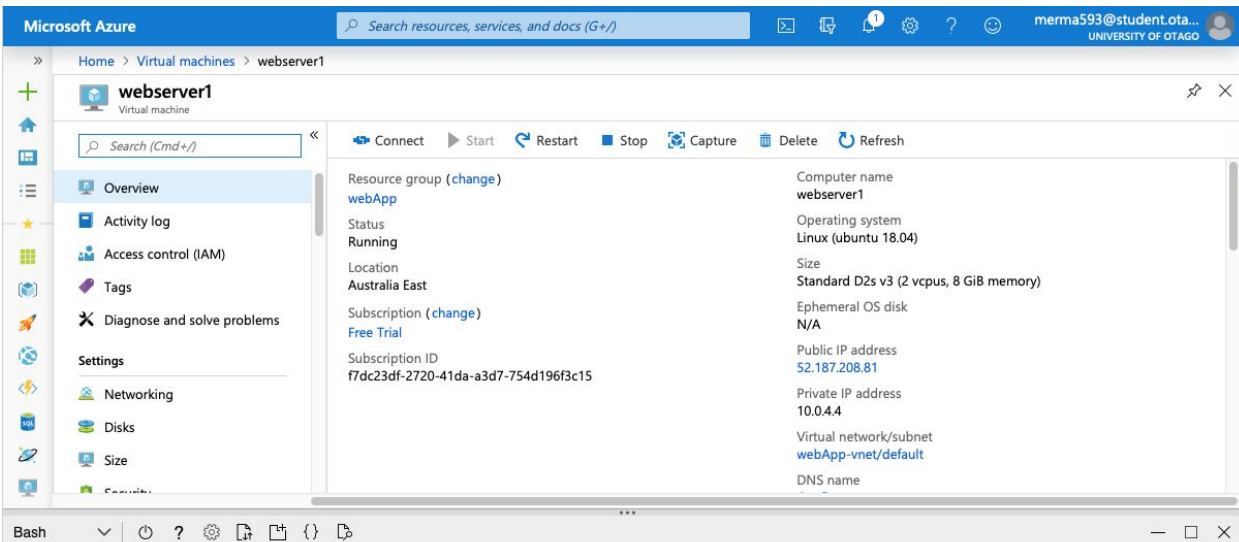 Microsoft Azure
Search resources, services, and docs (G+/)
1
merma593@student.ota...
UNIVERSITY OF OTAGO
Home > Virtual machines > webserver1
webserver1
Virtual machine
Search (Cmd+/)
Connect
Start
Restart
Stop
Capture
Delete
Refresh
Overview
Activity log
Access control (IAM)
Tags
Diagnose and solve problems
Settings
Networking
Disks
Size
Security
Resource group (change)
webApp
Status
Running
Location
Australia East
Subscription (change)
Free Trial
Subscription ID
f7dc23df-2720-41da-a3d7-754d196f3c15
Computer name
webserver1
Operating system
Linux (ubuntu 18.04)
Size
Standard D2s v3 (2 vcpus, 8 GiB memory)
Ephemeral OS disk
N/A
Public IP address
52.187.208.81
Private IP address
10.0.4.4
Virtual network/subnet
webApp-vnet/default
DNS name
SQL
Bash